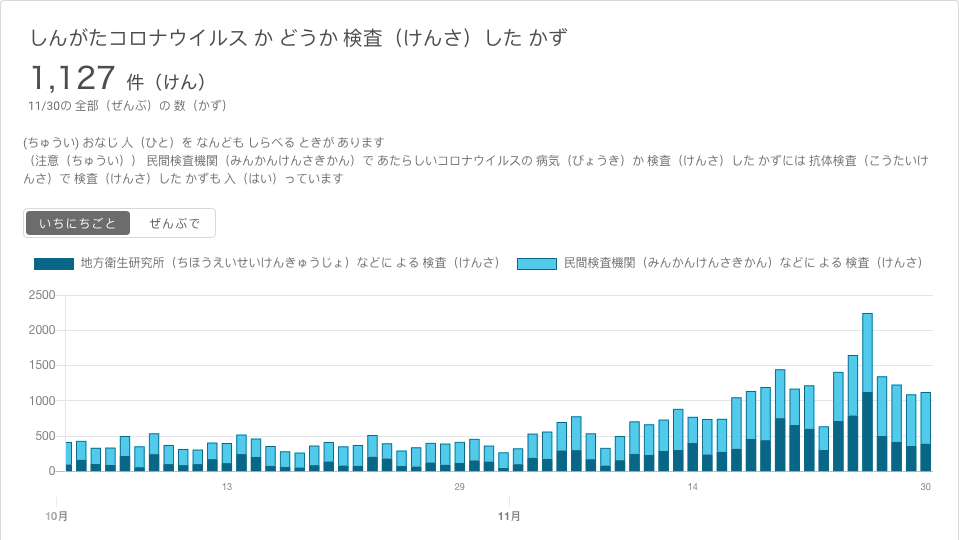 しんがたコロナウイルス か どうか 検査（けんさ）した かず
1,127 件（けん）
11/30の 全部（ぜんぶ）の 数（かず）
(ちゅうい) おなじ 人（ひと）を なんども しらべる ときが あります
（注意（ちゅうい）） 民間検査機関（みんかんけんさきかん）で あたらしいコロナウイルスの 病気（びょうき）か 検査（けんさ）した かずには 抗体検査（こうたいけ
んさ）で 検査（けんさ）した かずも 入（はい）っています
いちにちごと ぜんぶで
地方衛生研究所（ちほうえいせいけんきゅうじょ）などに よる 検査（けんさ） 民間検査機関（みんかんけんさきかん）などに よる 検査（けんさ）
2500
2000
1500
1000
500
0
13 29 14 30
10月 11月